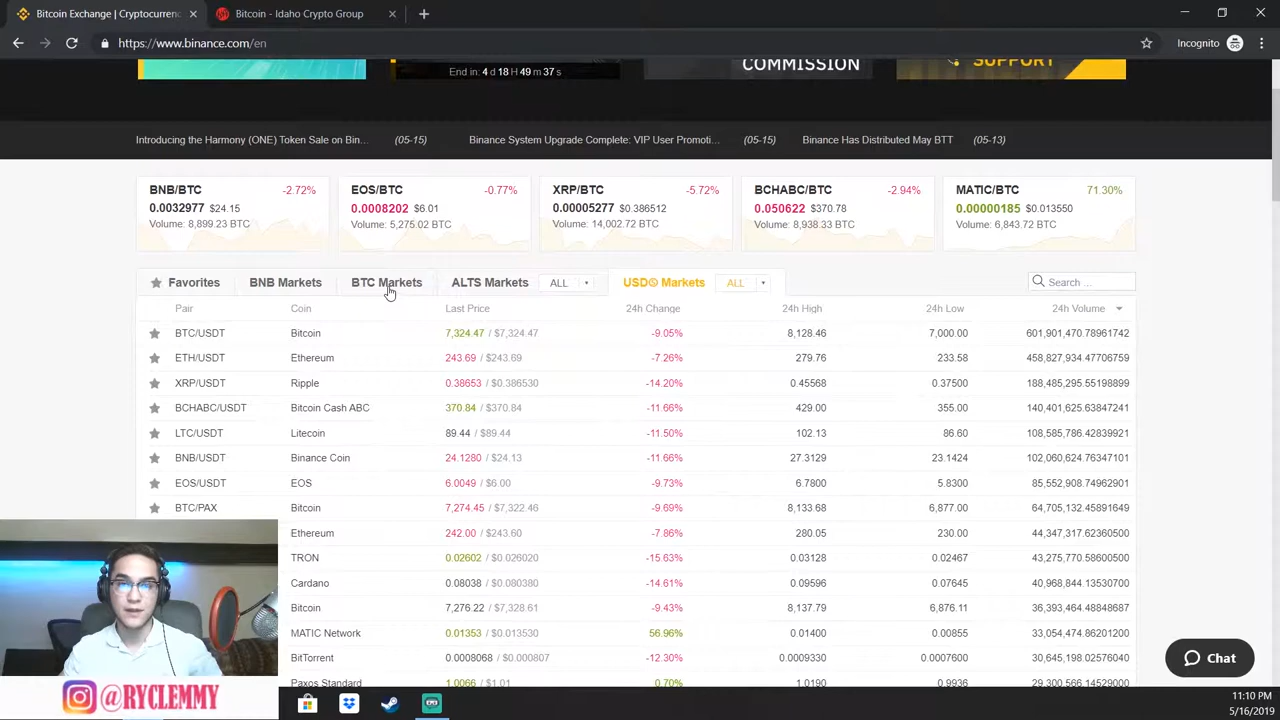 Bitcoin Exchange | Cryptocurrenc
Bitcoin - Idaho Crypto Group
https://www.binance.com/en
Incognito
End in: 4 d 18 H 49 m 37 s
COMMISSION
SUPPORT
Introducing the Harmony (ONE) Token Sale on Bin... (05-15) Binance System Upgrade Complete: VIP User Promoti... (05-15) Binance Has Distributed May BTT (05-13)
BNB/BTC -2.72% EOS/BTC -0.77% XRP/BTC -5.72% BCHABC/BTC -2.94% MATIC/BTC 71.30%
0.0032977 $24.15 0.0008202 $6.01 0.00005277 $0.386512 0.050622 $370.78 0.00000185 $0.013550
Volume: 8,899.23 BTC Volume: 5,275.02 BTC Volume: 14,002.72 BTC Volume: 8,938.33 BTC Volume: 6,843.72 BTC
Favorites BNB Markets BTC Markets ALTS Markets ALL USDⓈ Markets ALL Search ...
Pair Coin Last Price 24h Change 24h High 24h Low 24h Volume
BTC/USDT Bitcoin 7,324.47 / $7,324.47 -9.05% 8,128.46 7,000.00 601,901,470.78961742
ETH/USDT Ethereum 243.69 / $243.69 -7.26% 279.76 233.58 458,827,934.47706759
XRP/USDT Ripple 0.38653 / $0.386530 -14.20% 0.45568 0.37500 188,485,295.55198899
BCHABC/USDT Bitcoin Cash ABC 370.84 / $370.84 -11.66% 429.00 355.00 140,401,625.63847241
LTC/USDT Litecoin 89.44 / $89.44 -11.50% 102.13 86.60 108,585,786.42839921
BNB/USDT Binance Coin 24.1280 / $24.13 -11.66% 27.3129 23.1424 102,060,624.76347101
EOS/USDT EOS 6.0049 / $6.00 -9.73% 6.7800 5.8300 85,552,908.74962901
BTC/PAX Bitcoin 7,274.45 / $7,322.46 -9.69% 8,133.68 6,877.00 64,705,132.45891649
Ethereum 242.00 / $243.60 -7.86% 280.05 230.00 44,347,317.62360500
TRON 0.02602 / $0.026020 -15.63% 0.03128 0.02467 43,275,770.58600500
Cardano 0.08038 / $0.080380 -14.61% 0.09596 0.07645 40,968,844.13530700
Bitcoin 7,276.22 / $7,328.61 -9.43% 8,137.79 6,876.11 36,393,464.48848687
MATIC Network 0.01353 / $0.013530 56.96% 0.01400 0.00855 33,054,474.86201200
BitTorrent 0.0008068 / $0.000807 -12.30% 0.0009330 0.0007600 30,645,198.02576040
Paxos Standard 1.0066 / $1.01 0.70% 1.0190 0.9936 29,300,566.14529000
Chat
@RYCLEMMY
11:10 PM
5/16/2019